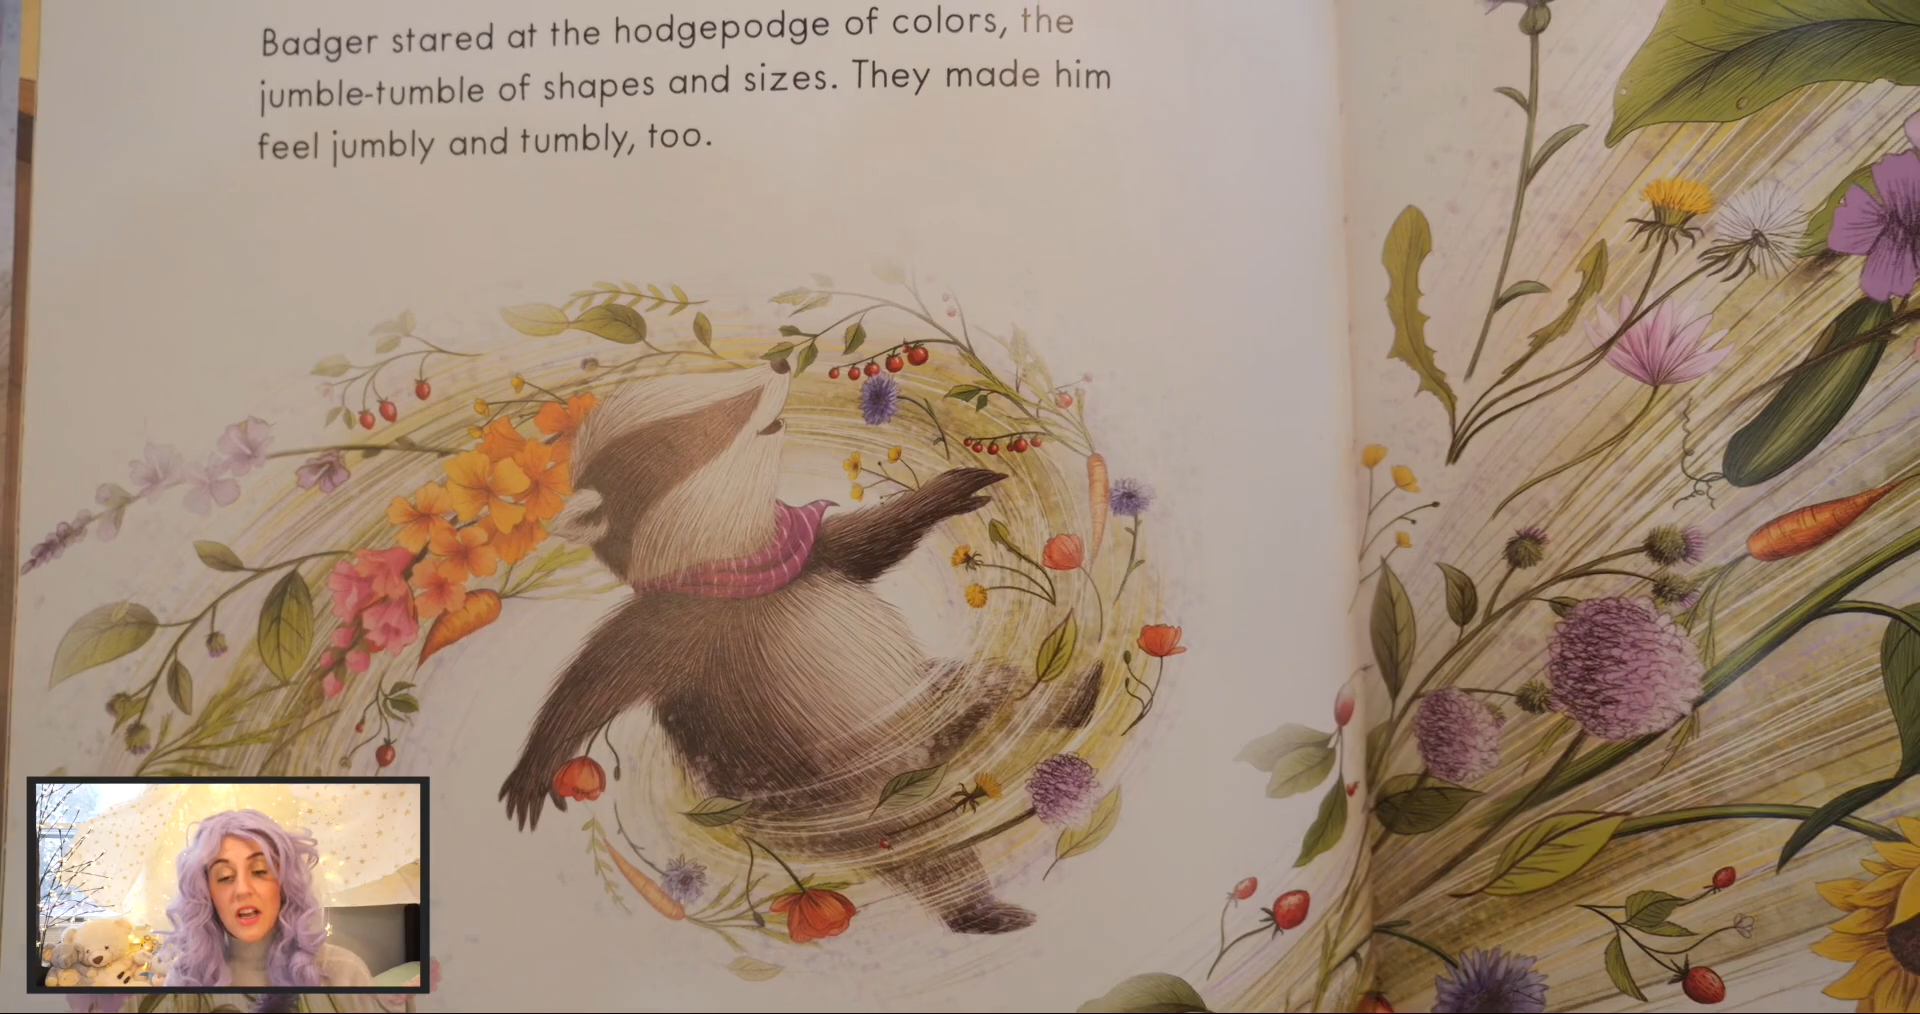 Badger stared at the hodgepodge of colors, the
jumble-tumble of shapes and sizes. They made him
feel jumbly and tumbly, too.